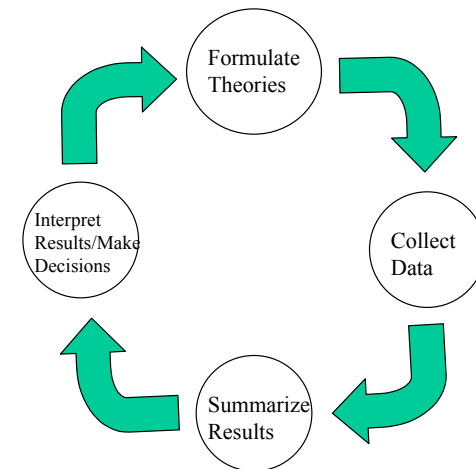 Formulate
Theories
Collect
Data
Summarize
Results
Interpret
Results/Make
Decisions